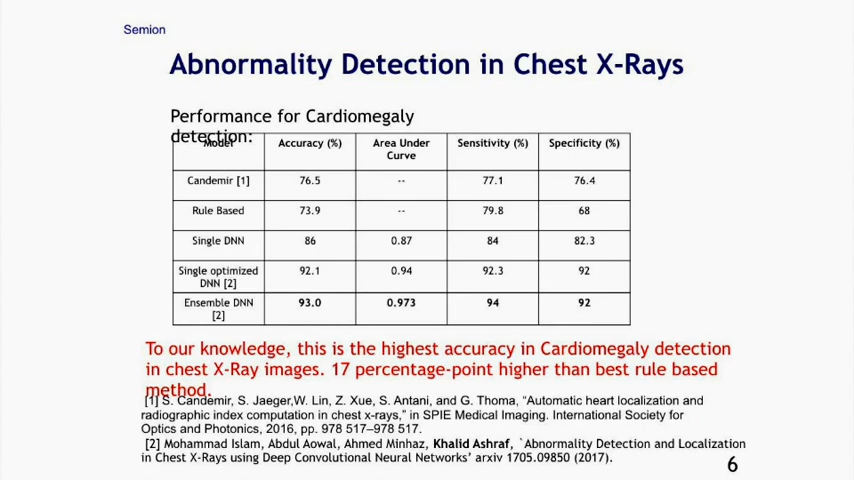 Semion
Abnormality Detection in Chest X-Rays
Performance for Cardiomegaly
detection:
Model Accuracy (%) Area Under Curve Sensitivity (%) Specificity (%)
Candemir [1] 76.5 -- 77.1 76.4
Rule Based 73.9 -- 79.8 68
Single DNN 86 0.87 84 82.3
Single optimized DNN [2] 92.1 0.94 92.3 92
Ensemble DNN [2] 93.0 0.973 94 92
To our knowledge, this is the highest accuracy in Cardiomegaly detection
in chest X-Ray images. 17 percentage-point higher than best rule based
method.
[1] S. Candemir, S. Jaeger,W. Lin, Z. Xue, S. Antani, and G. Thoma, “Automatic heart localization and
radiographic index computation in chest x-rays,” in SPIE Medical Imaging. International Society for
Optics and Photonics, 2016, pp. 978 517–978 517.
[2] Mohammad Islam, Abdul Aowal, Ahmed Minhaz, Khalid Ashraf, `Abnormality Detection and Localization
in Chest X-Rays using Deep Convolutional Neural Networks’ arxiv 1705.09850 (2017).
6